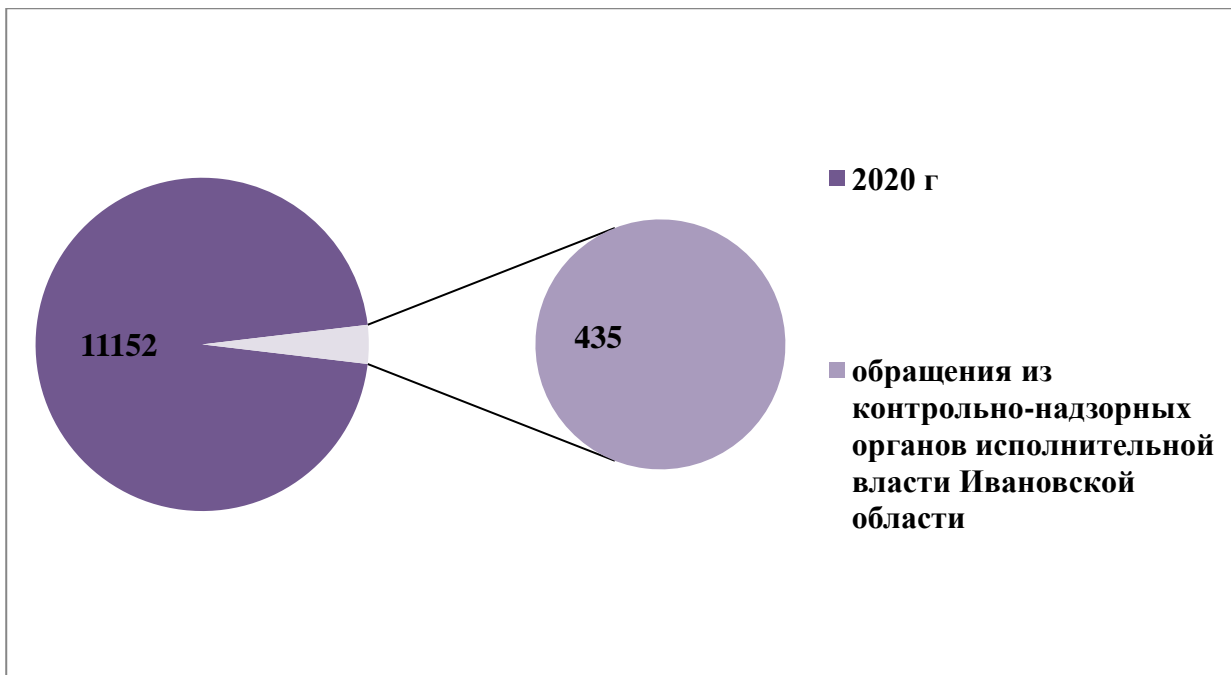 11152
435
2020 г
обращения из
контрольно-надзорных
органов исполнительной
власти Ивановской
области